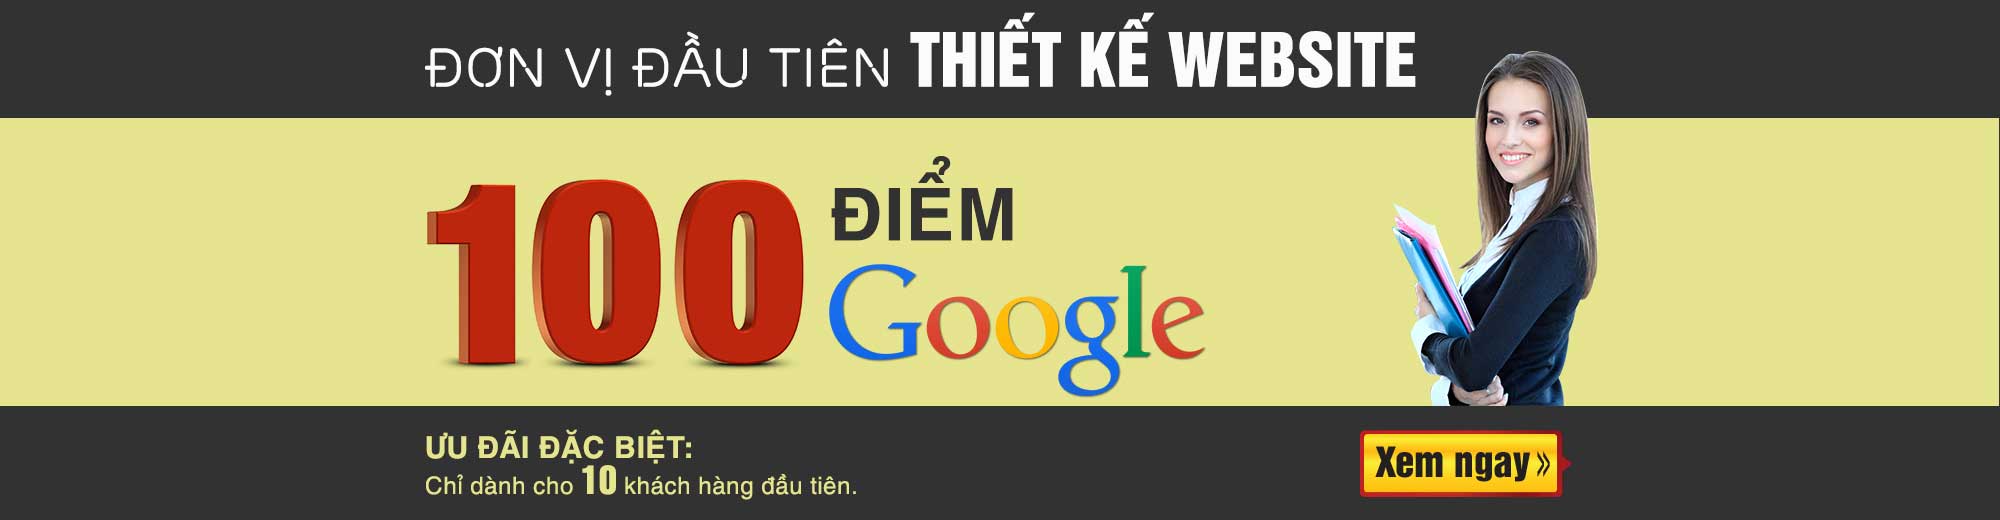 ĐƠN VỊ ĐẦU TIÊN THIẾT KẾ WEBSITE
100 ĐIỂM
Google
ƯU ĐÃI ĐẶC BIỆT:
Chỉ dành cho 10 khách hàng đầu tiên.
Xem ngay »